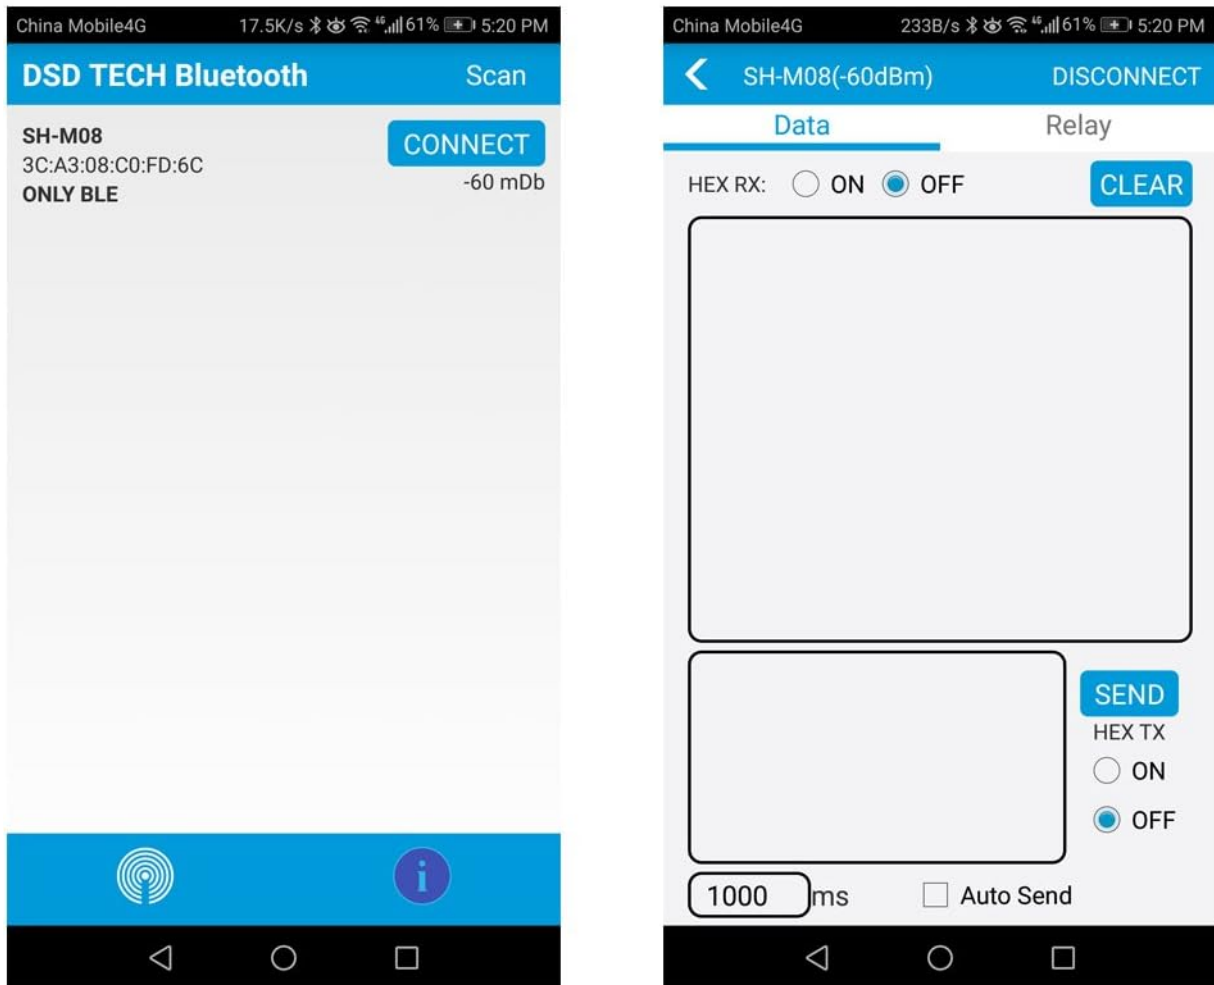 China Mobile4G 17.5K/s 61% 5:20 PM
DSD TECH Bluetooth Scan
SH-M08
CONNECT
3C:A3:08:C0:FD:6C
-60 mDb
ONLY BLE
i
China Mobile4G 233B/s 61% 5:20 PM
SH-M08(-60dBm) DISCONNECT
Data Relay
HEX RX: ON OFF CLEAR
SEND
HEX TX
ON
OFF
1000 ms Auto Send